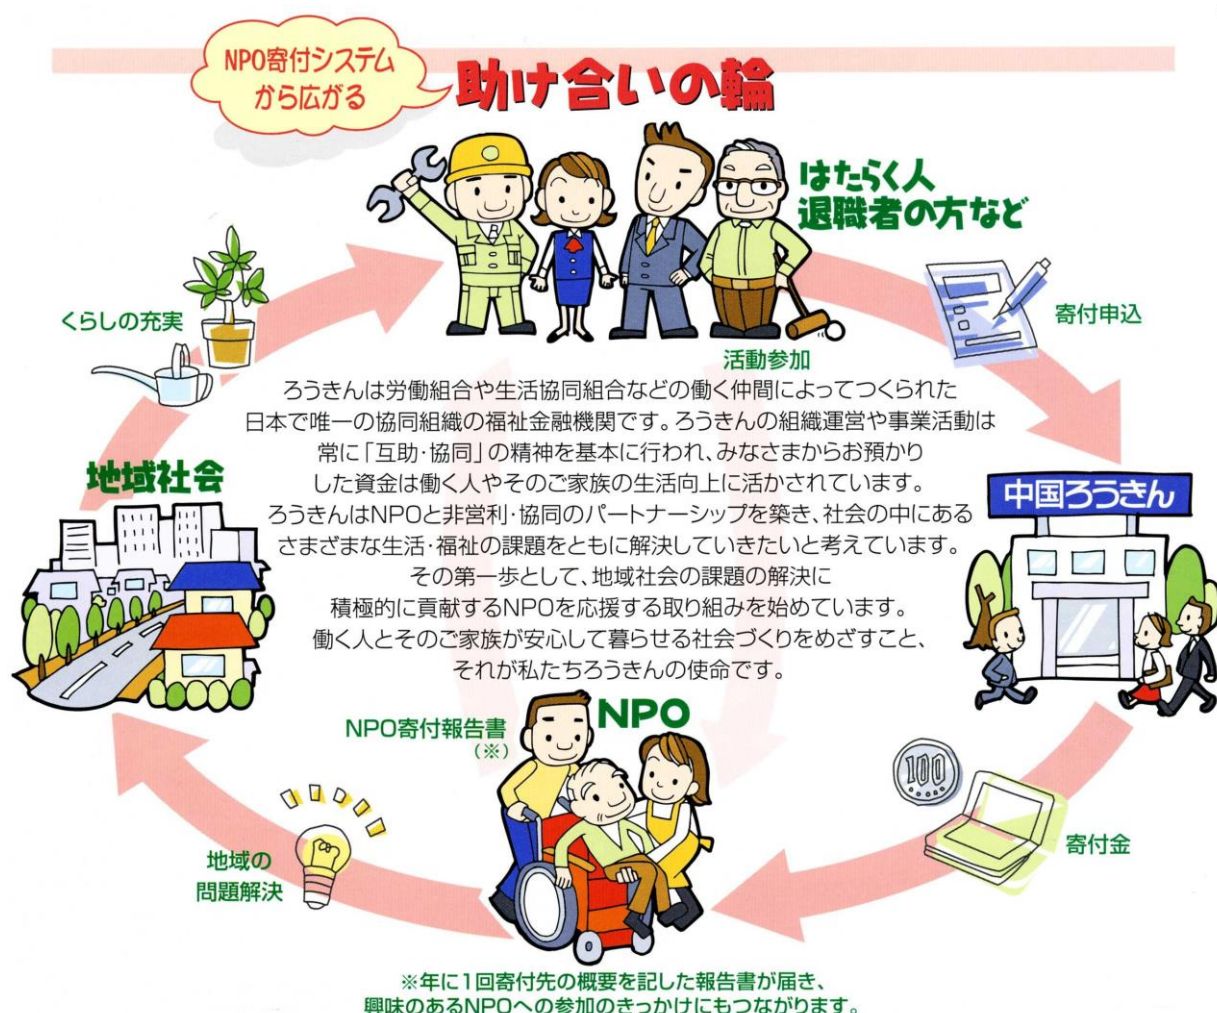 NPO寄付システム
から広がる
助け合いの輪
はたらく人
退職者の方など
寄付申込
くらしの充実
活動参加
ろうきんは労働組合や生活協同組合などの働く仲間によってつくられた
日本で唯一の協同組織の福祉金融機関です。ろうきんの組織運営や事業活動は
常に「互助・協同」の精神を基本に行われ、みなさまからお預かり
した資金は働く人やそのご家族の生活向上に活かされています。
ろうきんはNPOと非営利・協同のパートナーシップを築き、社会の中にある
さまざまな生活・福祉の課題をともに解決していきたいと考えています。
その第一歩として、地域社会の課題の解決に
積極的に貢献するNPOを応援する取り組みを始めています。
働く人とそのご家族が安心して暮らせる社会づくりをめざすこと、
それが私たちろうきんの使命です。
地域社会
中国ろうきん
NPO
NPO寄付報告書
(※)
100
寄付金
地域の
問題解決
※年に1回寄付先の概要を記した報告書が届き、
興味のあるNPOへの参加のきっかけにもつながります。